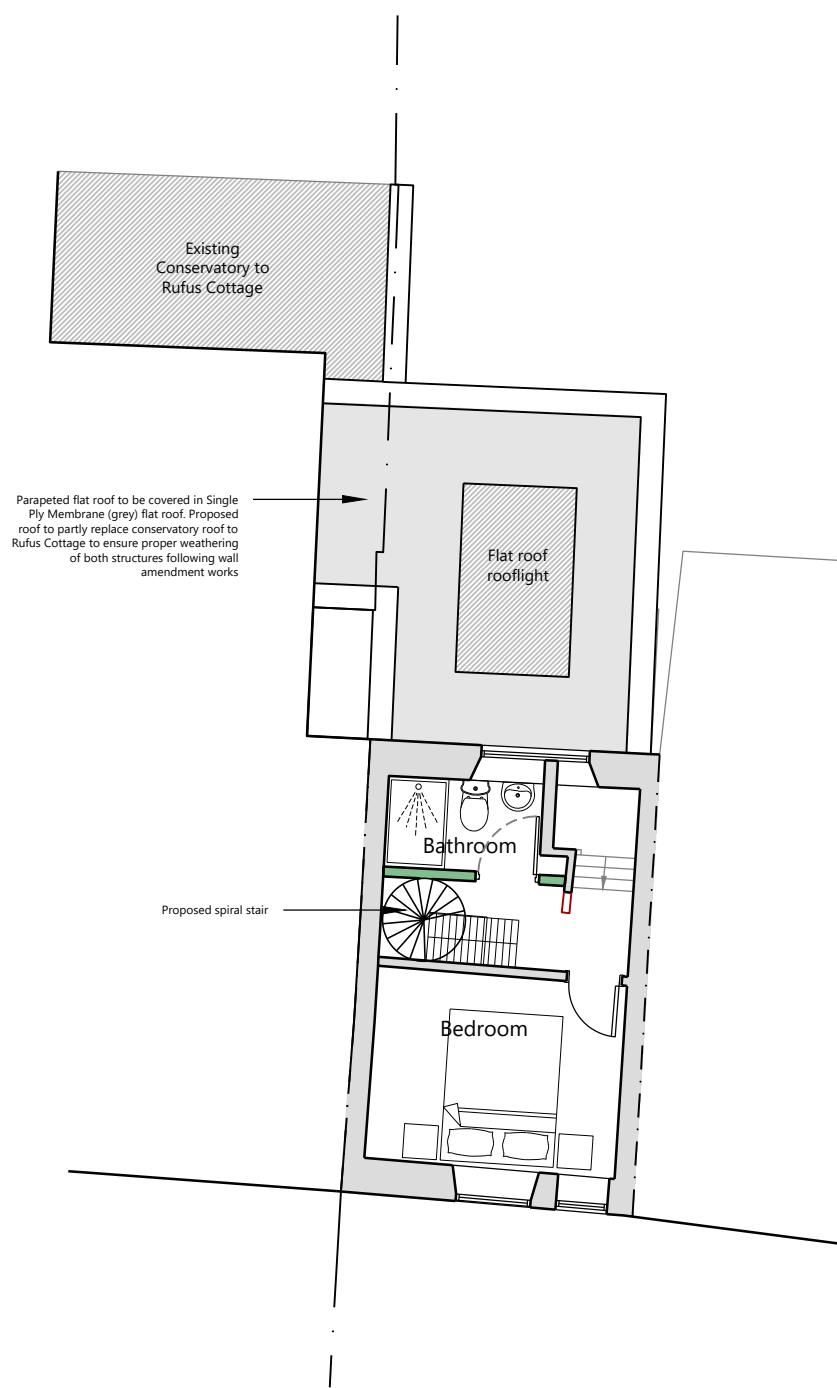 Existing
Conservatory to
Rufus Cottage
Parapeted flat roof to be covered in Single
Ply Membrane (grey) flat roof. Proposed
roof to partly replace conservatory roof to
Rufus Cottage to ensure proper weathering
of both structures following wall
amendment works
Flat roof
rooflight
Bathroom
Proposed spiral stair
Bedroom